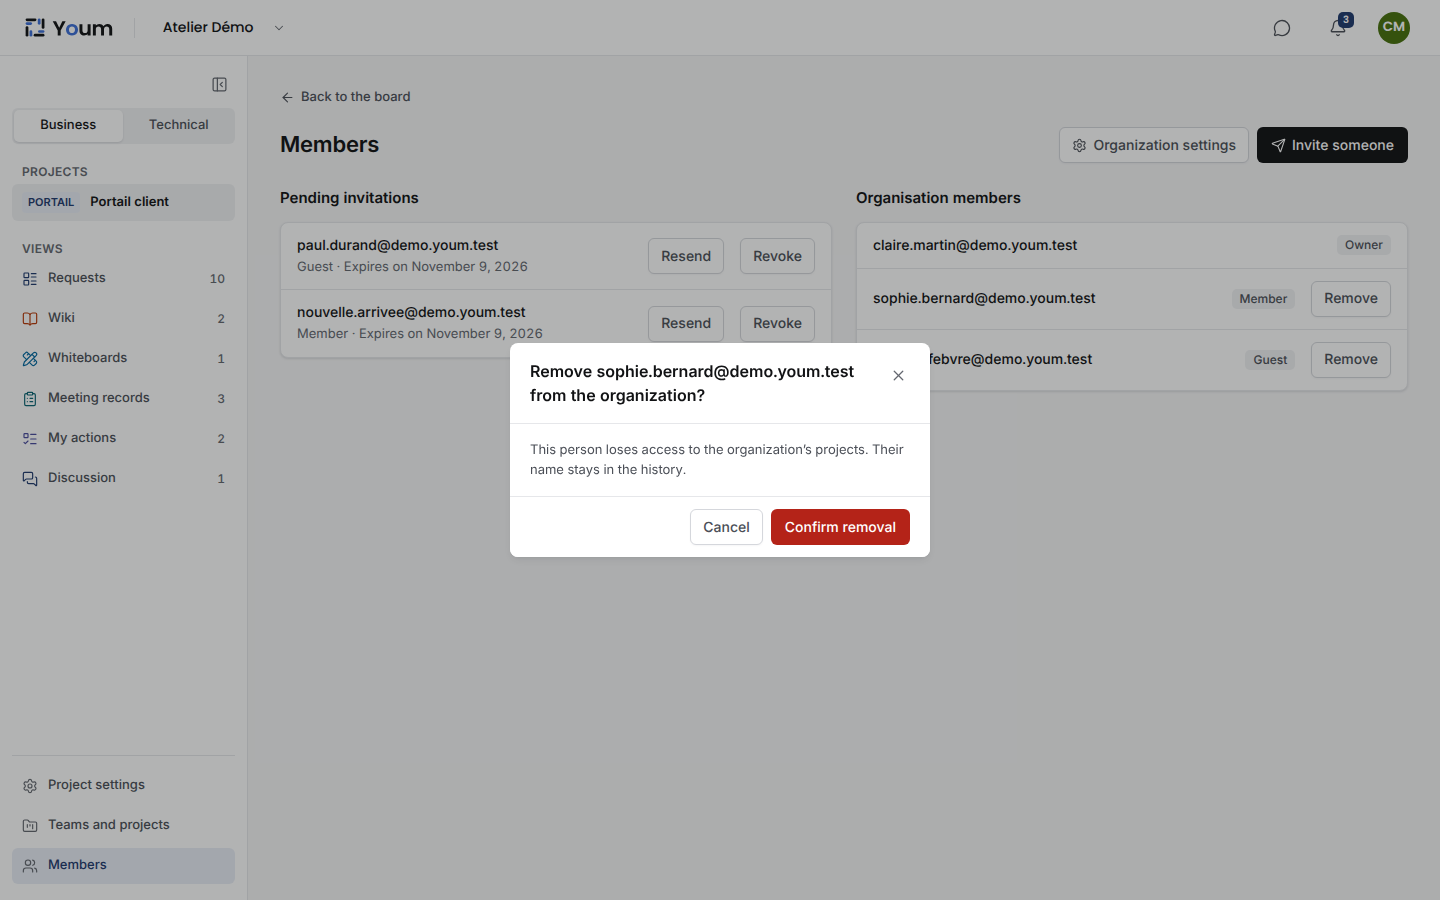 Youm
Atelier Démo
3
CM
Business
Technical
PROJECTS
PORTAIL
Portail client
VIEWS
Requests
10
Wiki
2
Whiteboards
1
Meeting records
3
My actions
2
Discussion
1
Project settings
Teams and projects
Members
Back to the board
Members
Organization settings
Invite someone
Pending invitations
paul.durand@demo.youm.test
Guest · Expires on November 9, 2026
Resend
Revoke
nouvelle.arrivee@demo.youm.test
Member · Expires on November 9, 2026
Resend
Revoke
Organisation members
claire.martin@demo.youm.test
Owner
sophie.bernard@demo.youm.test
Member
Remove
febvre@demo.youm.test
Guest
Remove
Remove sophie.bernard@demo.youm.test
from the organization?
This person loses access to the organization’s projects. Their
name stays in the history.
Cancel
Confirm removal